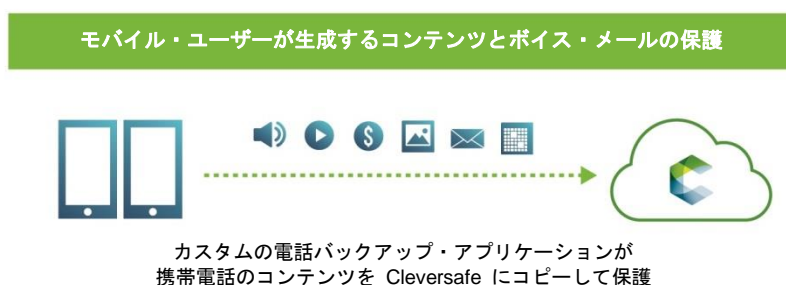 モバイル・ユーザーが生成するコンテンツとボイス・メールの保護
カスタムの電話バックアップ・アプリケーションが
携帯電話のコンテンツを Cleversafe にコピーして保護